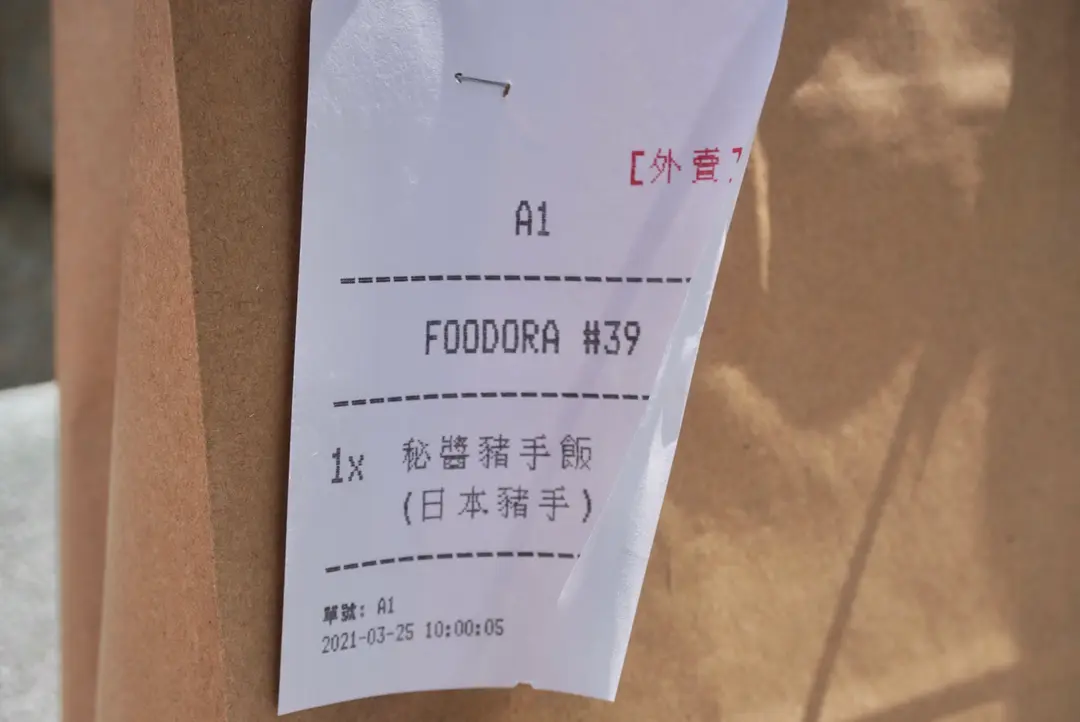 [外賣]
A1
FOODORA #39
1x 秘醬豬手飯
(日本豬手)
單號: A1
2021-03-25 10:00:05